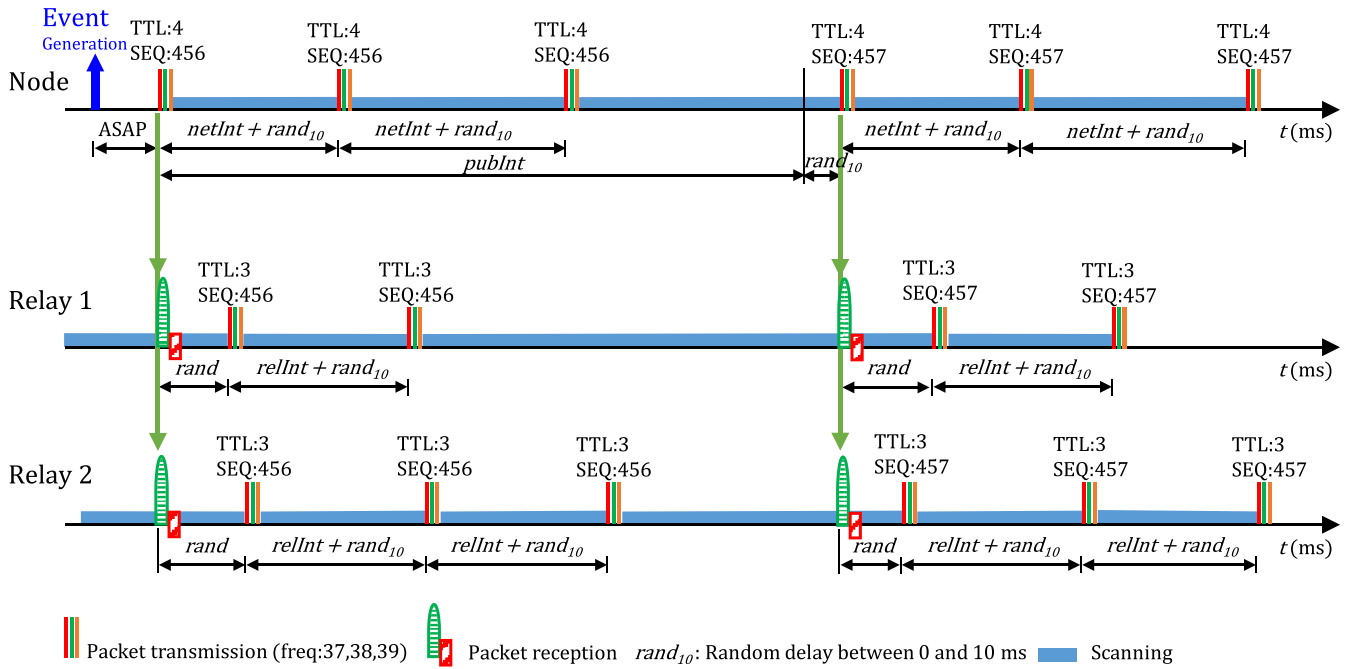 Event
Generation
TTL:4
SEQ:456
TTL:4
SEQ:456
TTL:4
SEQ:456
TTL:4
SEQ:457
TTL:4
SEQ:457
TTL:4
SEQ:457
Node
ASAP
netInt + rand10
netInt + rand10
netInt + rand10
netInt + rand10
t (ms)
pubInt
rand10
TTL:3
SEQ:456
TTL:3
SEQ:456
TTL:3
SEQ:457
TTL:3
SEQ:457
Relay 1
rand
relInt + rand10
rand
relInt + rand10
t (ms)
TTL:3
SEQ:456
TTL:3
SEQ:456
TTL:3
SEQ:456
TTL:3
SEQ:457
TTL:3
SEQ:457
TTL:3
SEQ:457
Relay 2
rand
relInt + rand10
relInt + rand10
rand
relInt + rand10
relInt + rand10
t (ms)
Packet transmission (freq:37,38,39)
Packet reception
rand10: Random delay between 0 and 10 ms
Scanning